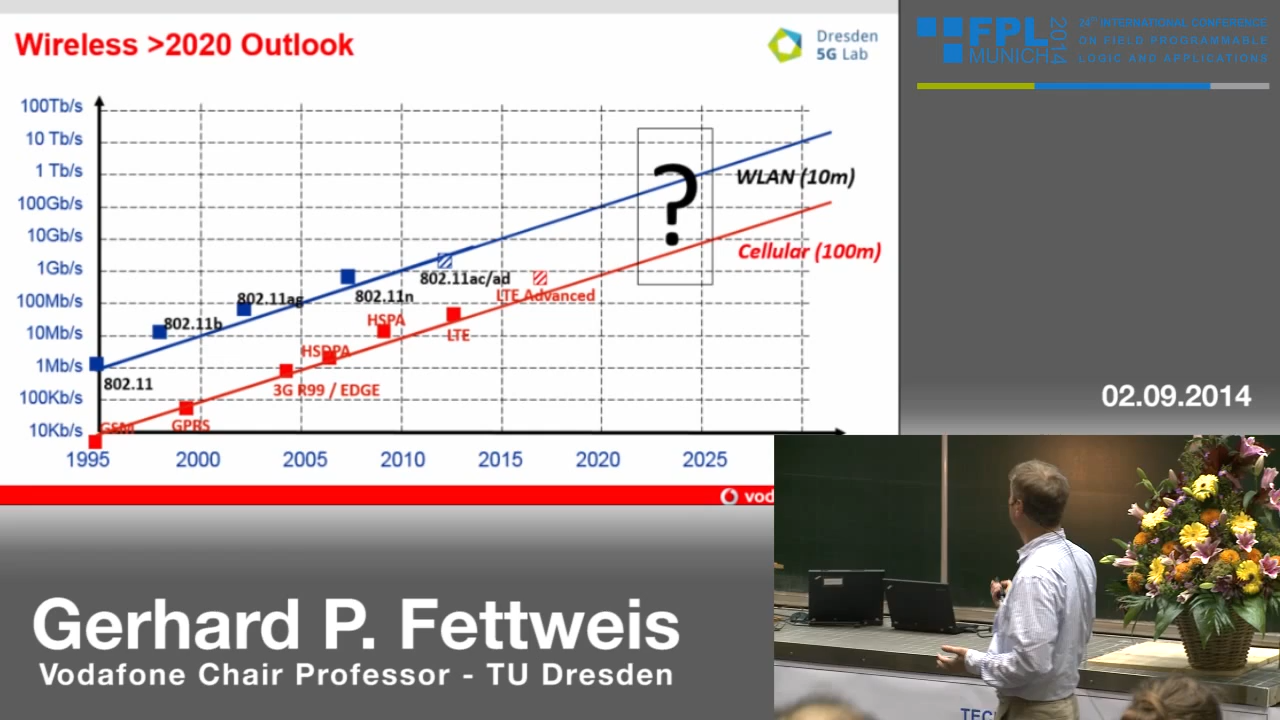 Wireless >2020 Outlook
Dresden
5G Lab
24th INTERNATIONAL CONFERENCE
ON FIELD PROGRAMMABLE
LOGIC AND APPLICATIONS
FPL
MUNICH
2014
100Tb/s
10 Tb/s
1 Tb/s
100Gb/s
10Gb/s
1Gb/s
100Mb/s
10Mb/s
1Mb/s
100Kb/s
10Kb/s
?
WLAN (10m)
Cellular (100m)
802.11ac/ad
802.11n
802.11ag
802.11b
802.11
LTE Advanced
LTE
HSPA
HSDPA
3G R99 / EDGE
GPRS
GSM
1995 2000 2005 2010 2015 2020 2025
vod
02.09.2014
Gerhard P. Fettweis
Vodafone Chair Professor - TU Dresden
TEC